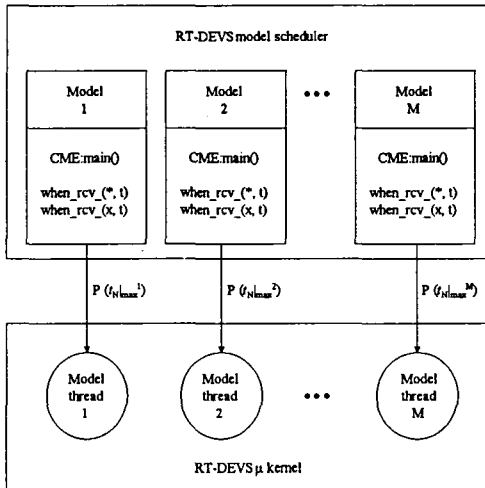 RT-DEVS model scheduler
Model
1
CME:main()
when_rcv_(*, t)
when_rcv_(x, t)
Model
2
CME:main()
when_rcv_(*, t)
when_rcv_(x, t)
•••
Model
M
CME:main()
when_rcv_(*, t)
when_rcv_(x, t)
P (t_N|max^1)
P (t_N|max^2)
P (t_N|max^M)
Model
thread
1
Model
thread
2
•••
Model
thread
M
RT-DEVS μ kernel